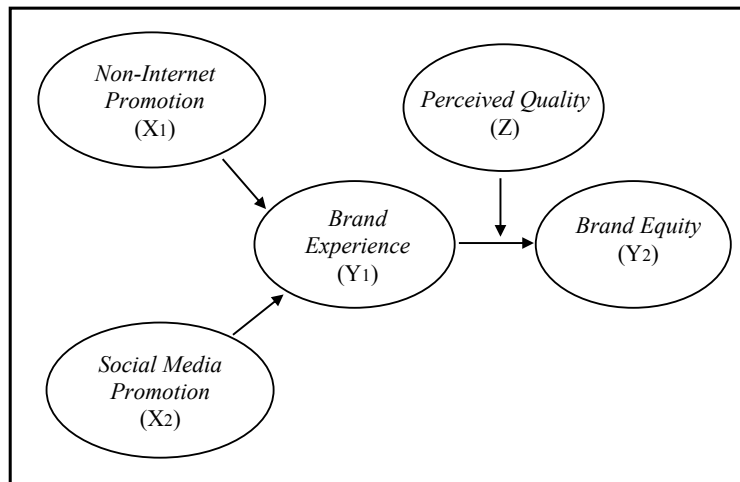 Non-Internet
Promotion
(X1)
Perceived Quality
(Z)
Brand
Experience
(Y1)
Brand Equity
(Y2)
Social Media
Promotion
(X2)